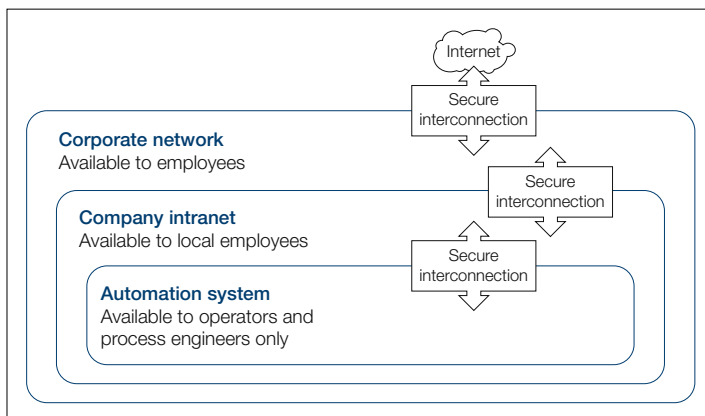 Internet
Secure
interconnection
Corporate network
Available to employees
Secure
interconnection
Company intranet
Available to local employees
Secure
interconnection
Automation system
Available to operators and
process engineers only